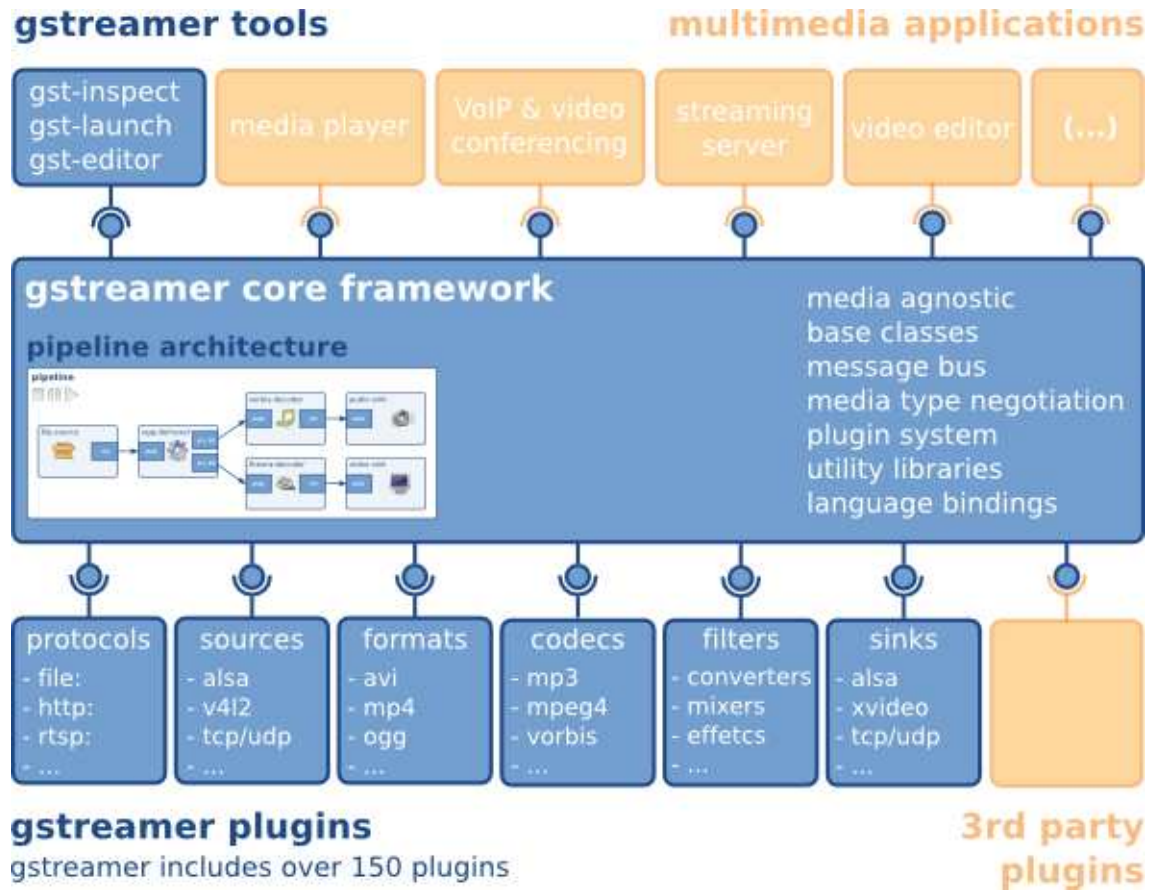 gstreamer tools
multimedia applications
gst-inspect
gst-launch
gst-editor
media player
VoIP & video
conferencing
streaming
server
video editor
(...)
gstreamer core framework
media agnostic
base classes
message bus
media type negotiation
plugin system
utility libraries
language bindings
pipeline architecture
pipeline
protocols
- file:
- http:
- rtsp:
- ...
sources
- alsa
- v4l2
- tcp/udp
- ...
formats
- avi
- mp4
- ogg
- ...
codecs
- mp3
- mpeg4
- vorbis
- ...
filters
- converters
- mixers
- effetcs
- ...
sinks
- alsa
- xvideo
- tcp/udp
- ...
gstreamer plugins
gstreamer includes over 150 plugins
3rd party
plugins